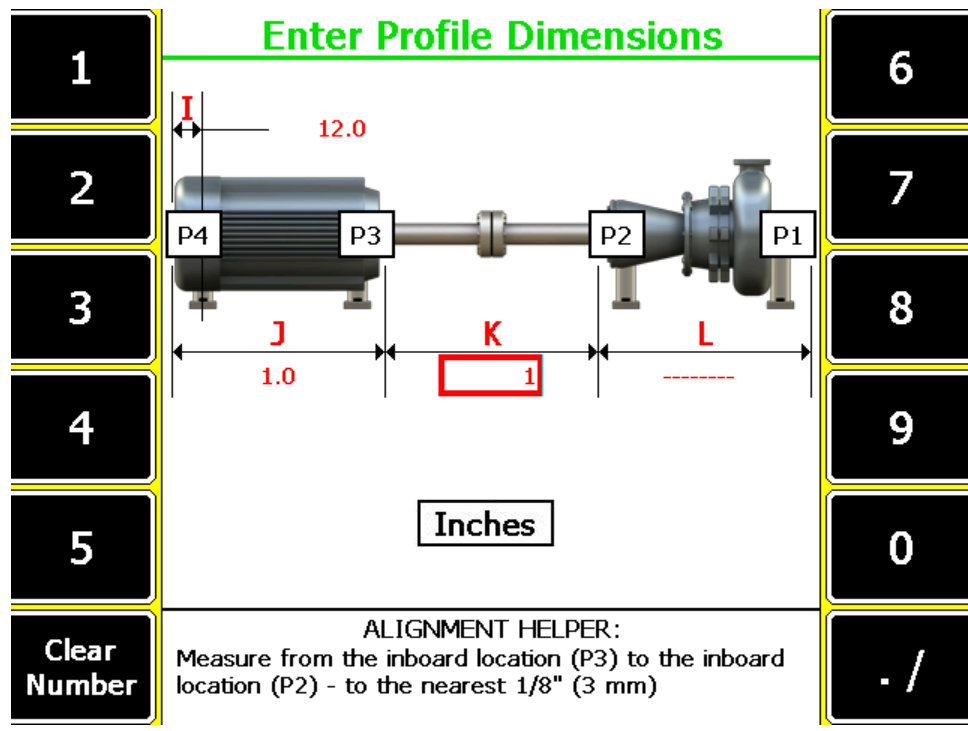 Enter Profile Dimensions
1
2
3
4
5
Clear
Number
6
7
8
9
0
. /
I
12.0
P4
P3
P2
P1
J
K
L
1.0
1
--------
Inches
ALIGNMENT HELPER:
Measure from the inboard location (P3) to the inboard
location (P2) - to the nearest 1/8" (3 mm)